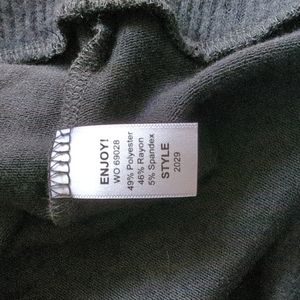 ENJOY!
WO 69028
49% Polyester
46% Rayon
5% Spandex
STYLE
2029